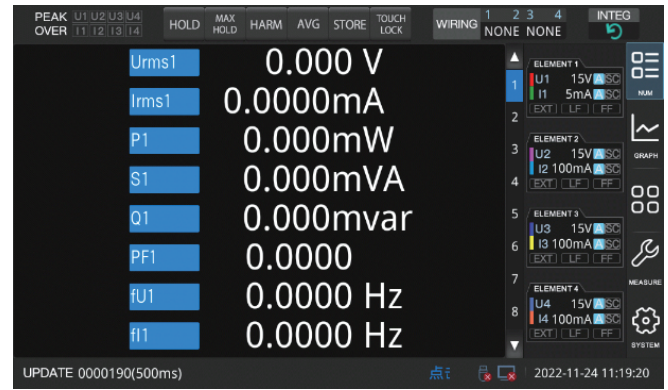 PEAK U1 U2 U3 U4
OVER I1 I2 I3 I4
HOLD
MAX HOLD
HARM
AVG
STORE
TOUCH LOCK
WIRING
1 2 3 4
NONE NONE
INTEG
Urms1 0.000 V
Irms1 0.0000mA
P1 0.000mW
S1 0.000mVA
Q1 0.000mvar
PF1 0.0000
fU1 0.0000 Hz
fI1 0.0000 Hz
1
2
3
4
5
6
7
8
ELEMENT 1
U1 15V A SC
I1 5mA A SC
EXT LF FF
ELEMENT 2
U2 15V A SC
I2 100mA A SC
EXT LF FF
ELEMENT 3
U3 15V A SC
I3 100mA A SC
EXT LF FF
ELEMENT 4
U4 15V A SC
I4 100mA A SC
EXT LF FF
NUM
GRAPH
MEASURE
SYSTEM
UPDATE 0000190(500ms)
2022-11-24 11:19:20